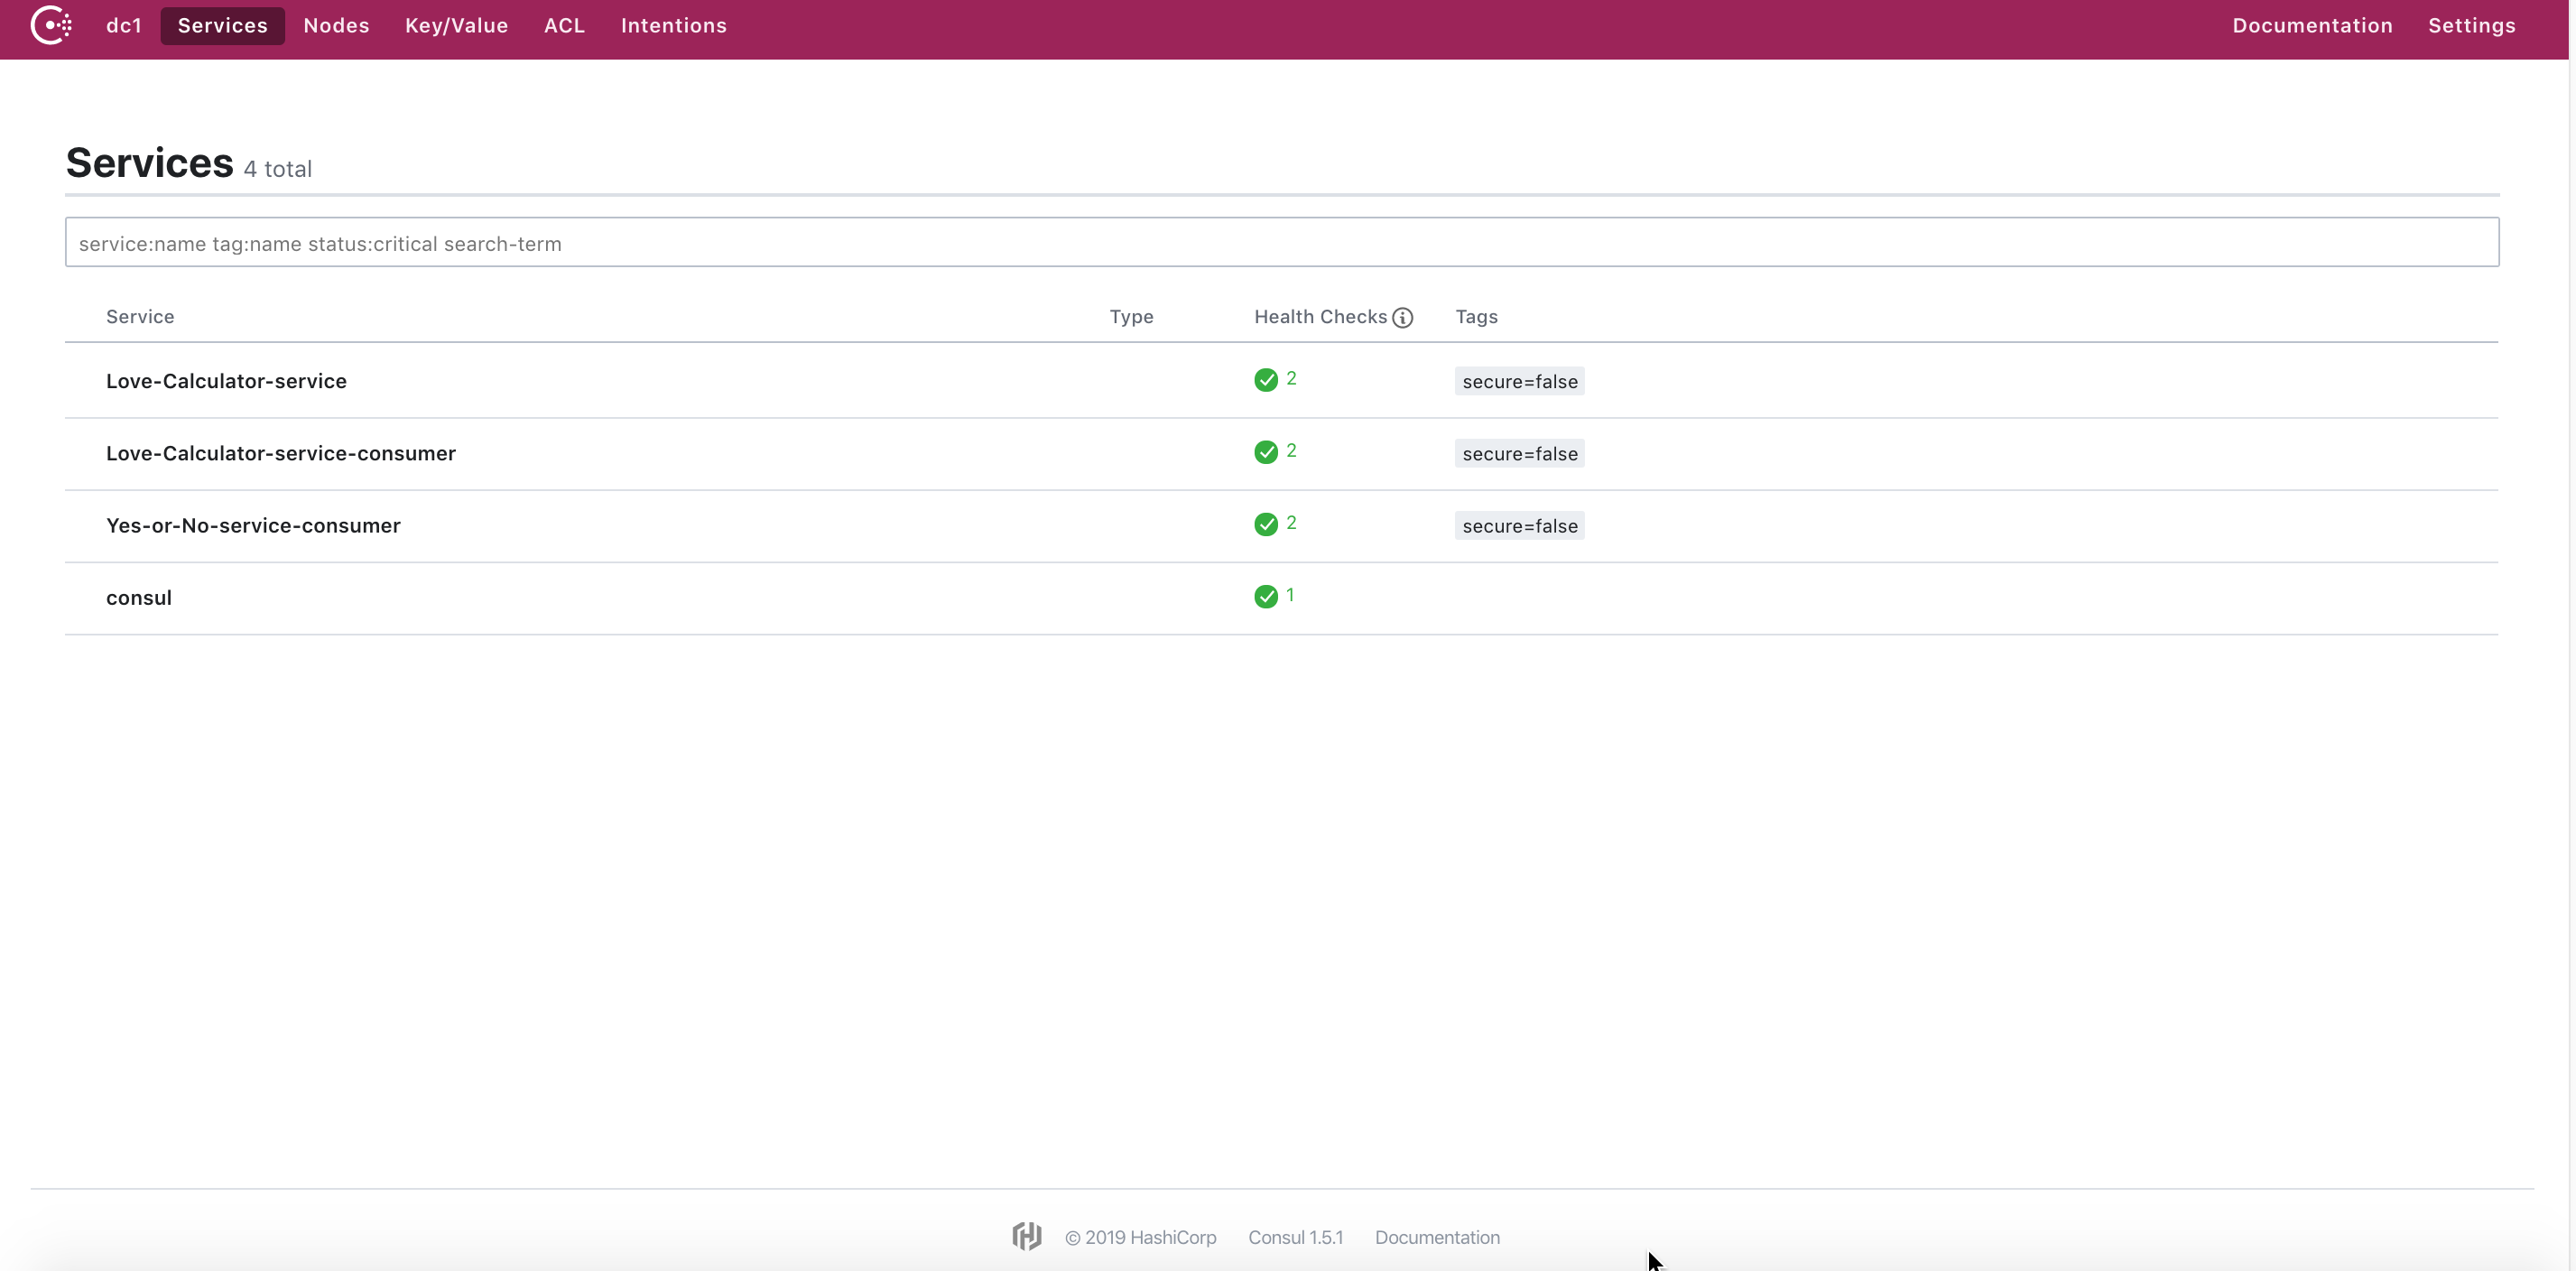 dc1 Services Nodes Key/Value ACL Intentions Documentation Settings
Services 4 total
service:name tag:name status:critical search-term
Service Type Health Checks Tags
Love-Calculator-service 2 secure=false
Love-Calculator-service-consumer 2 secure=false
Yes-or-No-service-consumer 2 secure=false
consul 1
© 2019 HashiCorp Consul 1.5.1 Documentation